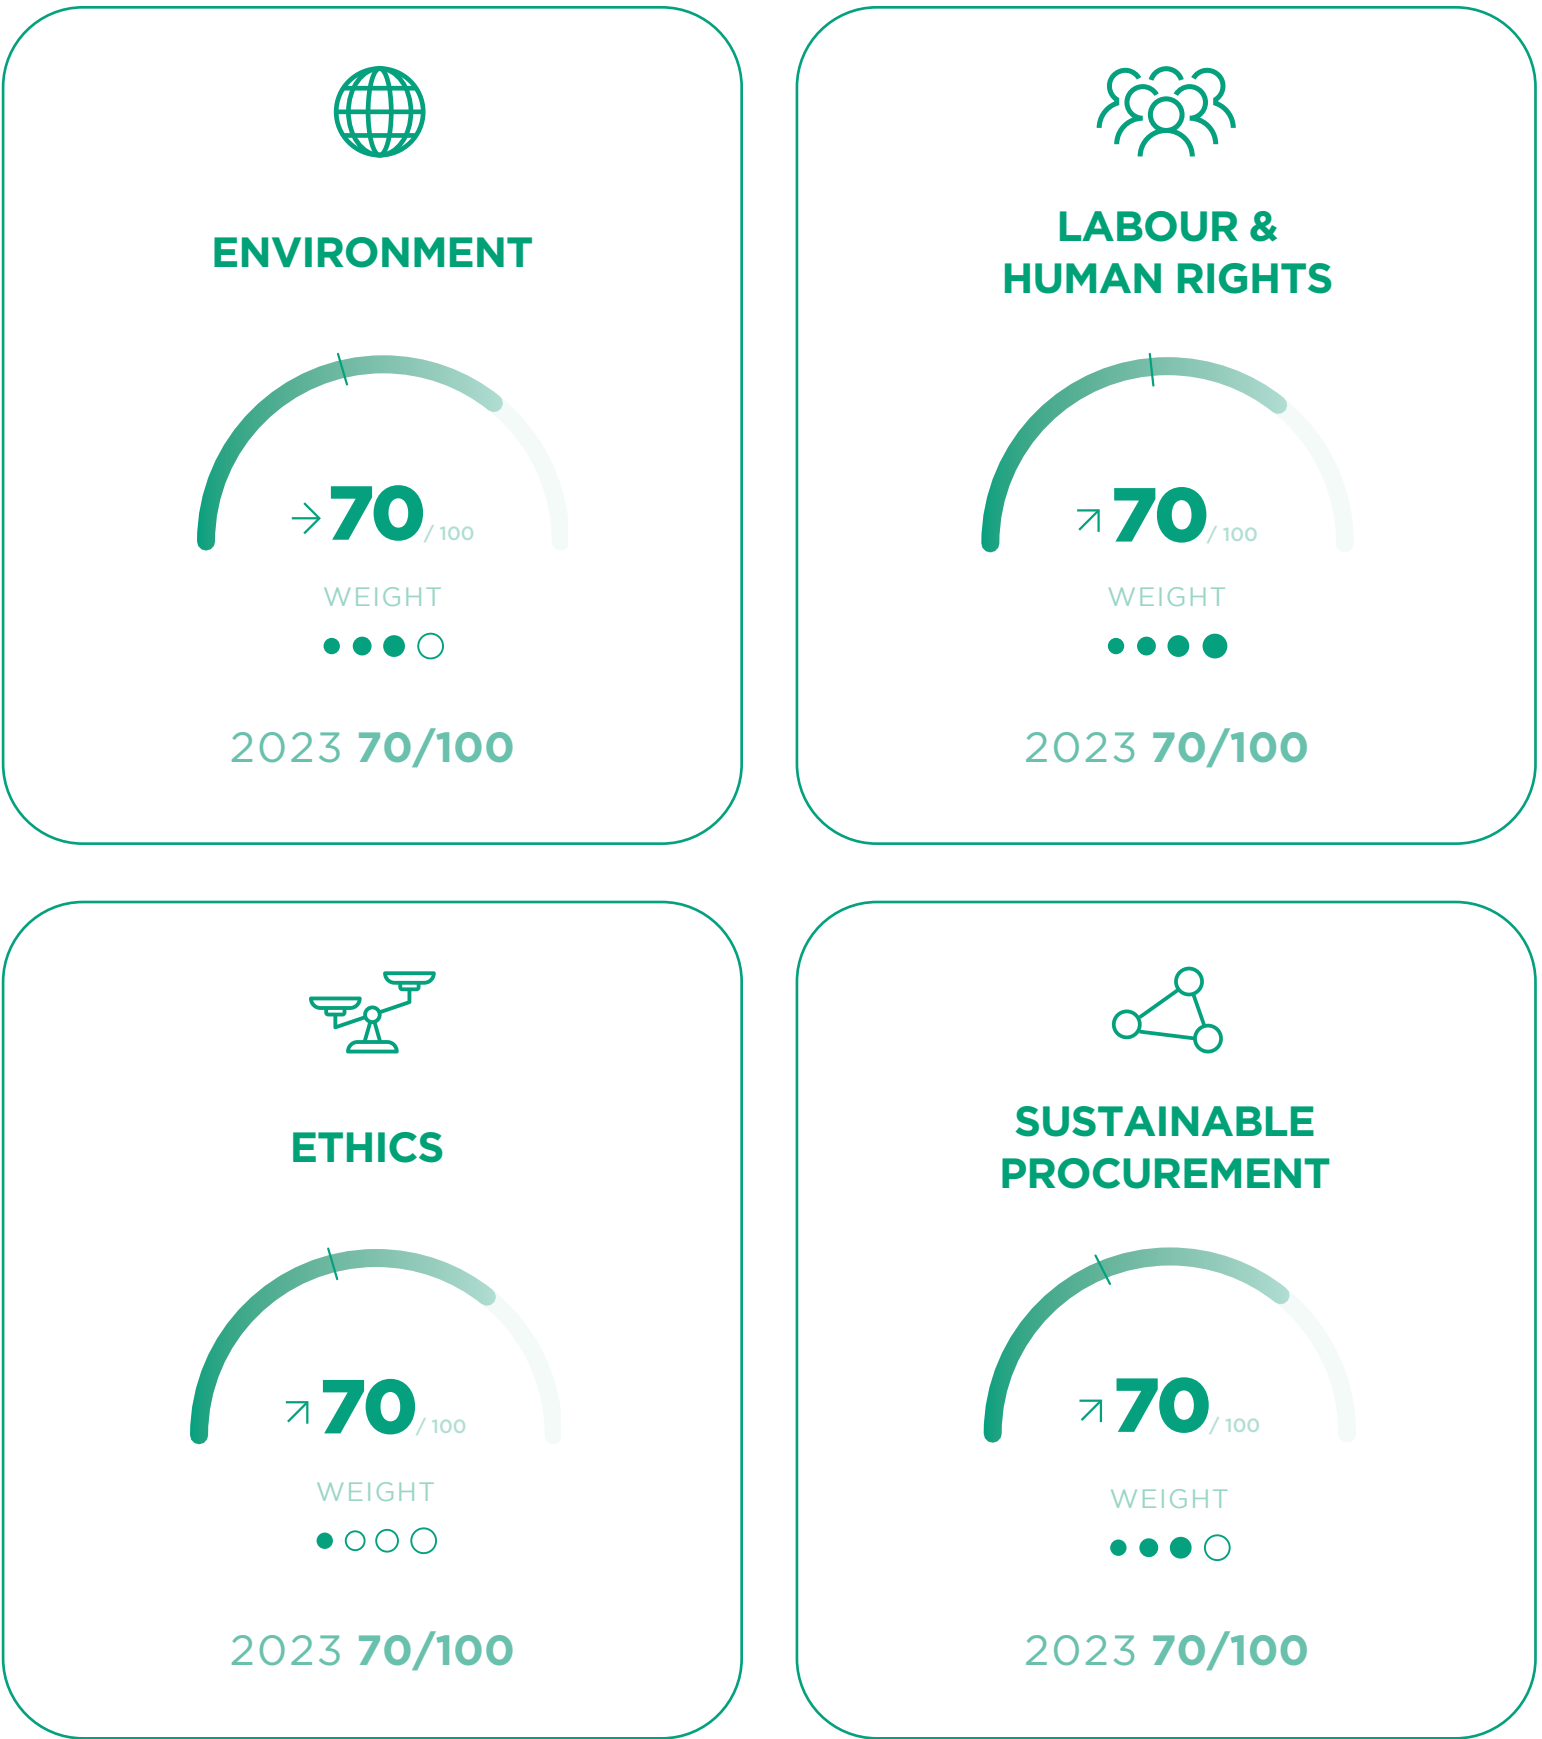 ENVIRONMENT
70 / 100
WEIGHT
2023 70/100
LABOUR &
HUMAN RIGHTS
70 / 100
WEIGHT
2023 70/100
ETHICS
70 / 100
WEIGHT
2023 70/100
SUSTAINABLE
PROCUREMENT
70 / 100
WEIGHT
2023 70/100